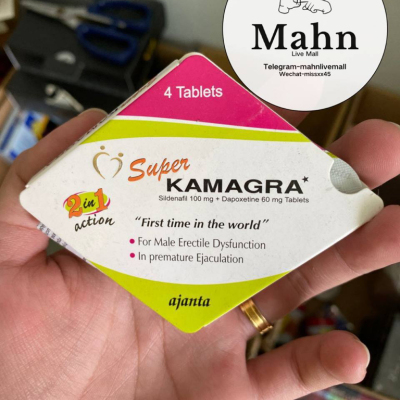 Mahn
Live Mall
Telegram-mahnlivemall
Wechat-missxx45
4 Tablets
Super
KAMAGRA★
Sildenafil 100 mg + Dapoxetine 60 mg Tablets
2 in 1
action
"First time in the world"
• For Male Erectile Dysfunction
• In premature Ejaculation
ajanta